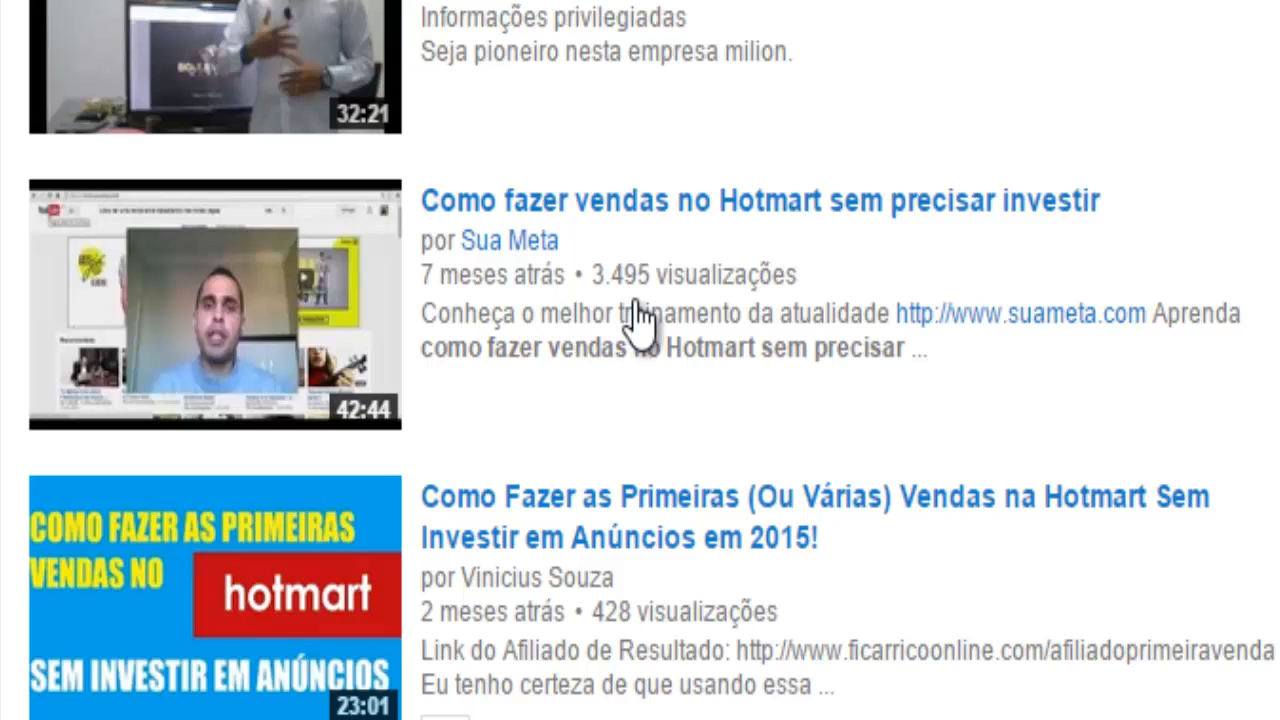 Informações privilegiadas
Seja pioneiro nesta empresa milion.
32:21
Como fazer vendas no Hotmart sem precisar investir
por Sua Meta
7 meses atrás • 3.495 visualizações
Conheça o melhor treinamento da atualidade http://www.suameta.com Aprenda
como fazer vendas no Hotmart sem precisar ...
42:44
Como Fazer as Primeiras (Ou Várias) Vendas na Hotmart Sem
Investir em Anúncios em 2015!
por Vinicius Souza
2 meses atrás • 428 visualizações
Link do Afiliado de Resultado: http://www.ficarricoonline.com/afiliadoprimeiravenda
Eu tenho certeza de que usando essa ...
COMO FAZER AS PRIMEIRAS
VENDAS NO
hotmart
SEM INVESTIR EM ANÚNCIOS
23:01